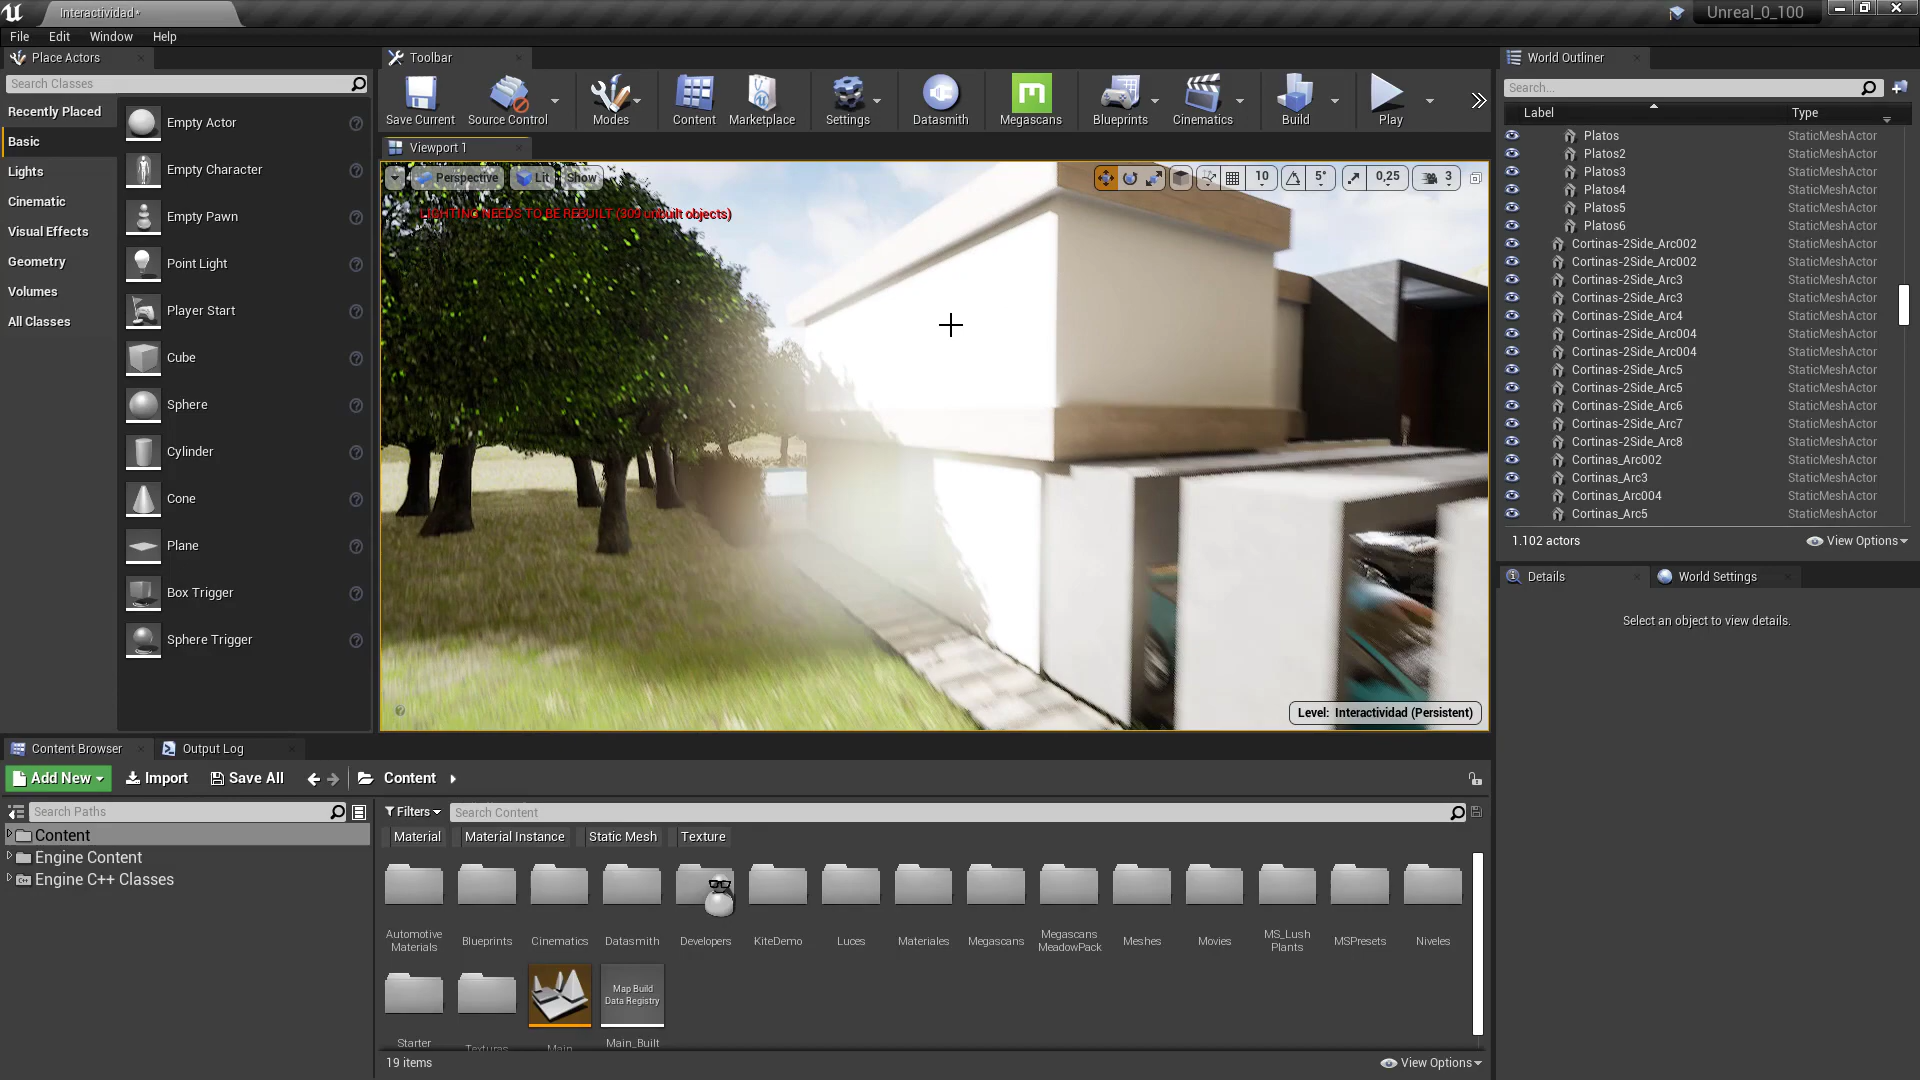 Interactividad*
Unreal_0_100
File
Edit
Window
Help
Place Actors
Search Classes
Recently Placed
Basic
Lights
Cinematic
Visual Effects
Geometry
Volumes
All Classes
Empty Actor
Empty Character
Empty Pawn
Point Light
Player Start
Cube
Sphere
Cylinder
Cone
Plane
Box Trigger
Sphere Trigger
Toolbar
Save Current
Source Control
Modes
Content
Marketplace
Settings
Datasmith
Megascans
Blueprints
Cinematics
Build
Play
Viewport 1
Perspective
Lit
Show
10
5°
0,25
3
LIGHTING NEEDS TO BE REBUILT (309 unbuilt objects)
Level: Interactividad (Persistent)
World Outliner
Search...
Label
Type
Platos StaticMeshActor
Platos2 StaticMeshActor
Platos3 StaticMeshActor
Platos4 StaticMeshActor
Platos5 StaticMeshActor
Platos6 StaticMeshActor
Cortinas-2Side_Arc002 StaticMeshActor
Cortinas-2Side_Arc002 StaticMeshActor
Cortinas-2Side_Arc3 StaticMeshActor
Cortinas-2Side_Arc3 StaticMeshActor
Cortinas-2Side_Arc4 StaticMeshActor
Cortinas-2Side_Arc004 StaticMeshActor
Cortinas-2Side_Arc004 StaticMeshActor
Cortinas-2Side_Arc5 StaticMeshActor
Cortinas-2Side_Arc5 StaticMeshActor
Cortinas-2Side_Arc6 StaticMeshActor
Cortinas-2Side_Arc7 StaticMeshActor
Cortinas-2Side_Arc8 StaticMeshActor
Cortinas_Arc002 StaticMeshActor
Cortinas_Arc3 StaticMeshActor
Cortinas_Arc004 StaticMeshActor
Cortinas_Arc5 StaticMeshActor
1.102 actors
View Options
Details
World Settings
Select an object to view details.
Content Browser
Output Log
Add New
Import
Save All
Content
Search Paths
Content
Engine Content
Engine C++ Classes
Filters
Search Content
Material
Material Instance
Static Mesh
Texture
Automotive
Materials
Blueprints
Cinematics
Datasmith
Developers
KiteDemo
Luces
Materiales
Megascans
Megascans
MeadowPack
Meshes
Movies
MS_Lush
Plants
MSPresets
Niveles
Starter
Texturas
Main
Map Build
Data Registry
Main_Built
19 items
View Options